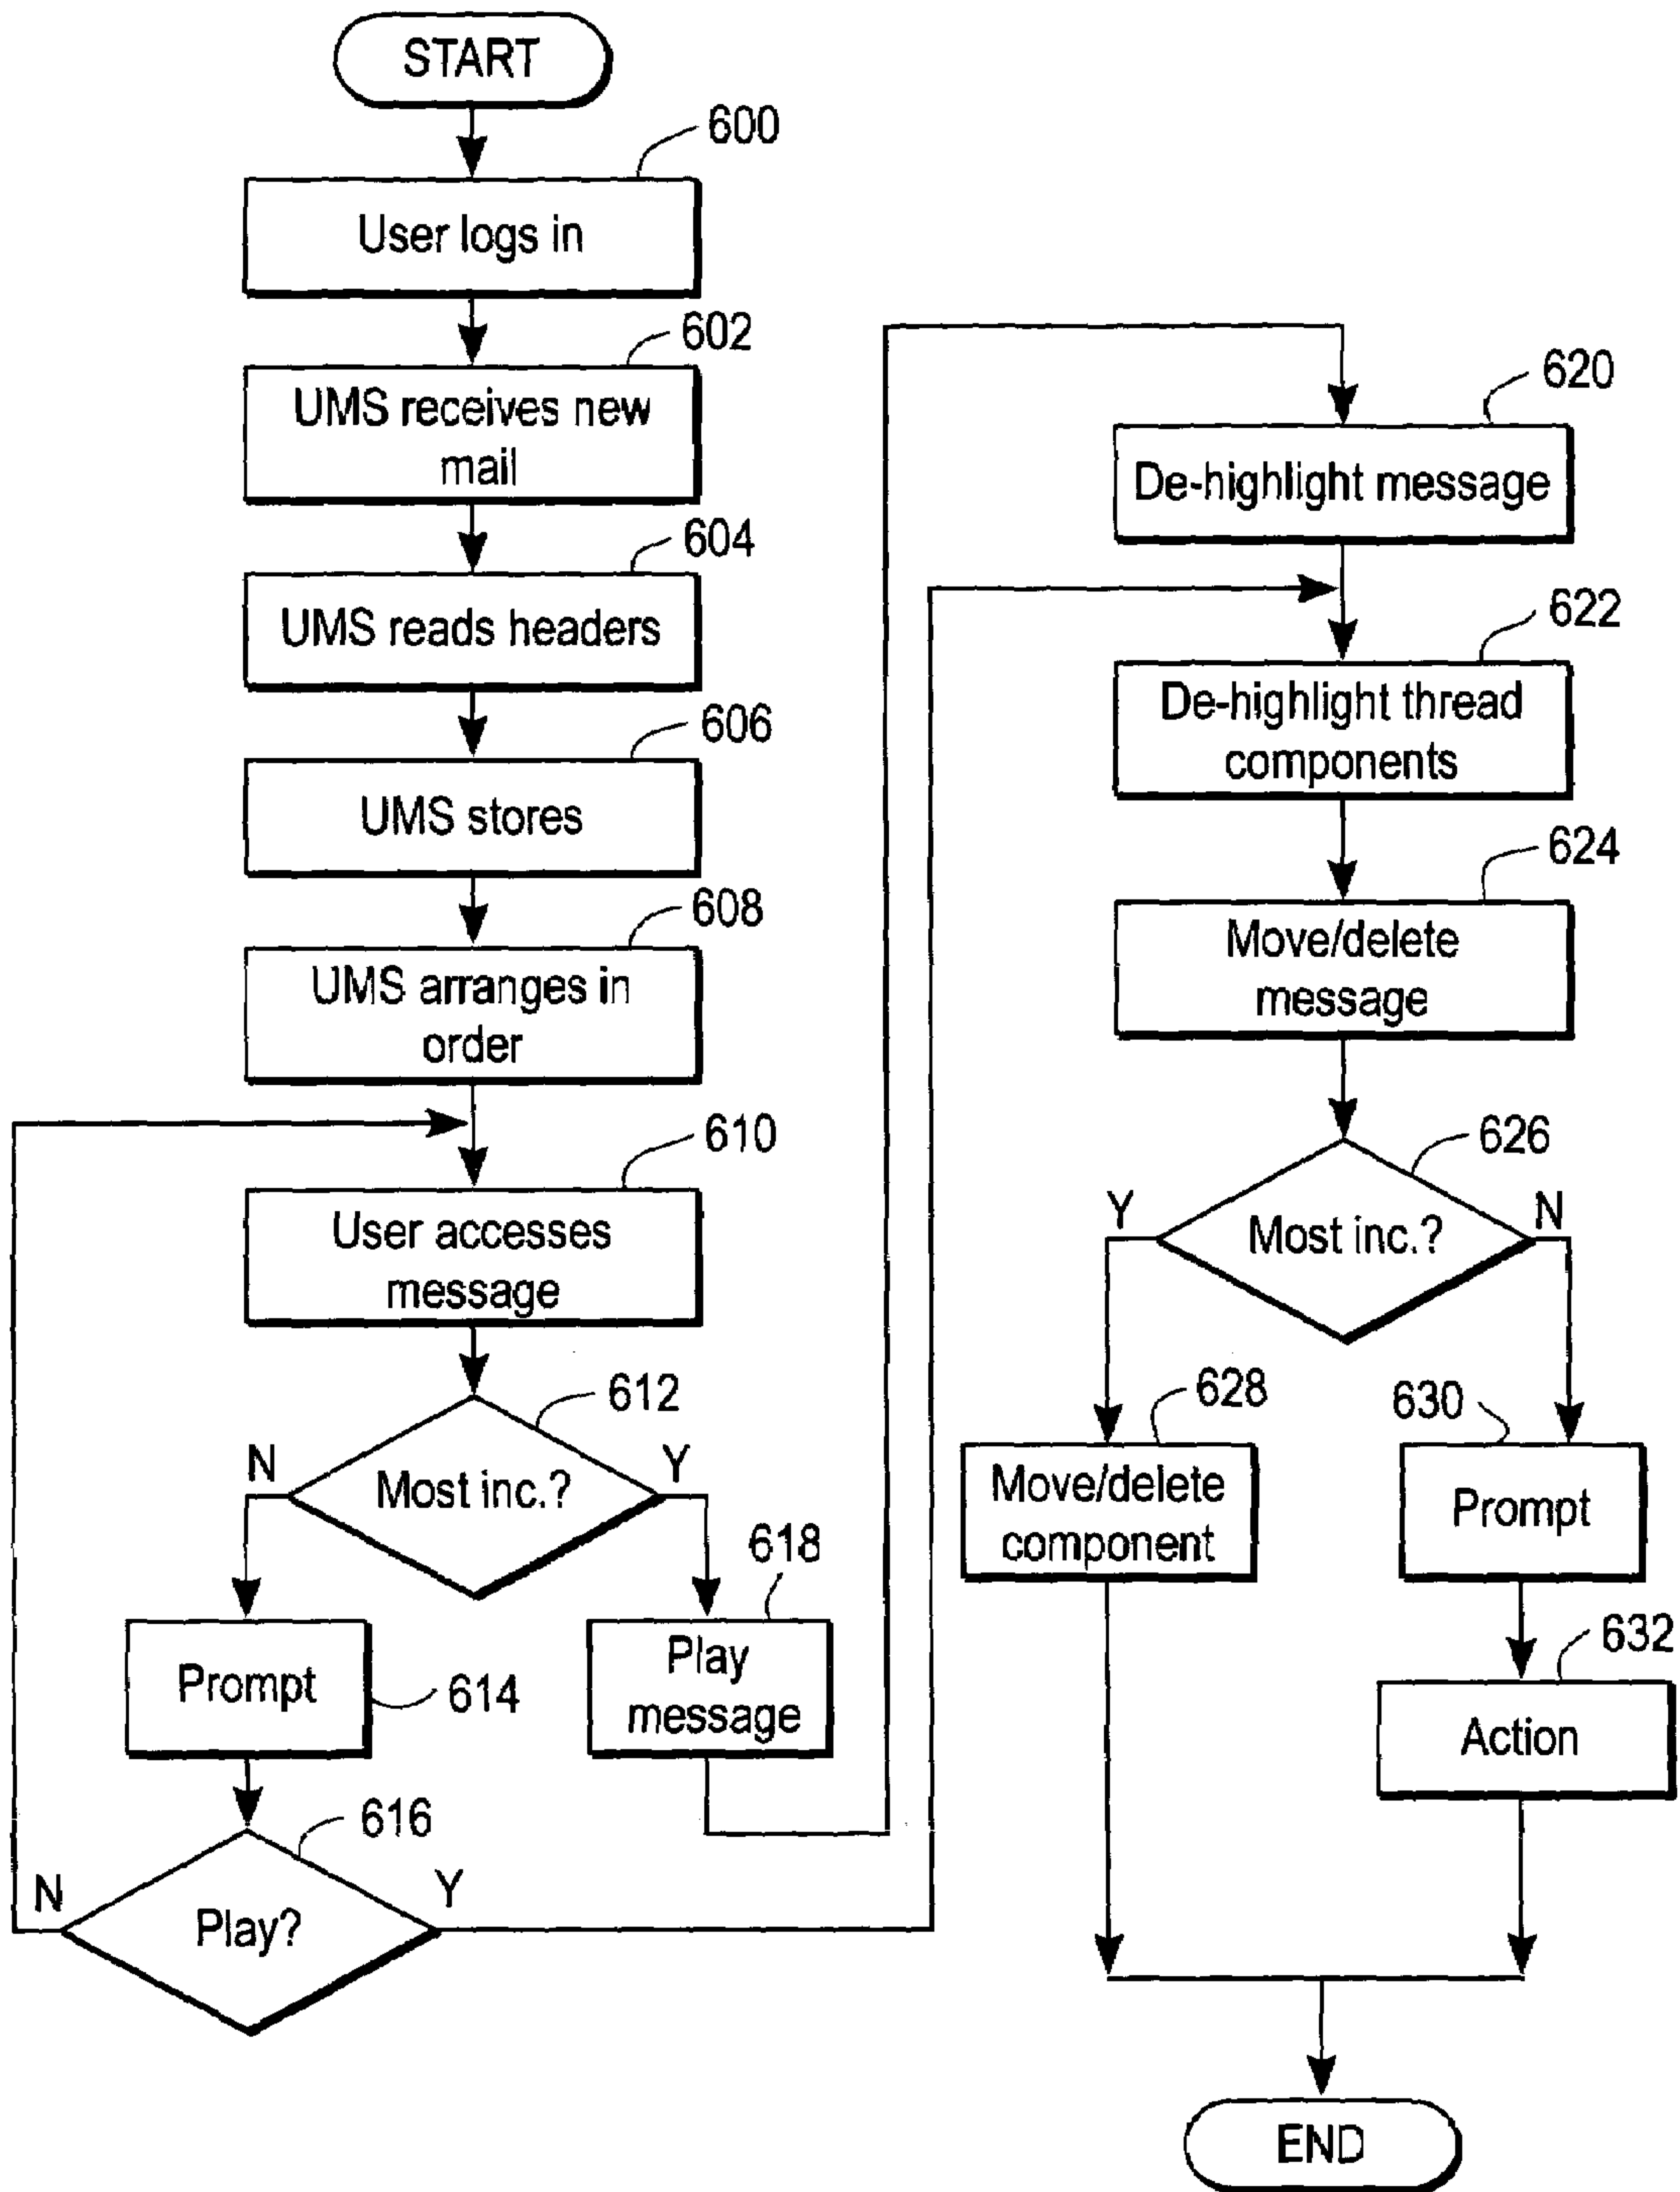 START
600
User logs in
602
UMS receives new
mail
604
UMS reads headers
606
UMS stores
608
UMS arranges in
order
610
User accesses
message
612
N
Y
Most inc.?
618
Prompt
614
Play
message
616
N
Y
Play?
620
De-highlight message
622
De-highlight thread
components
624
Move/delete
message
626
Y
N
Most inc.?
628
630
Move/delete
component
Prompt
632
Action
END